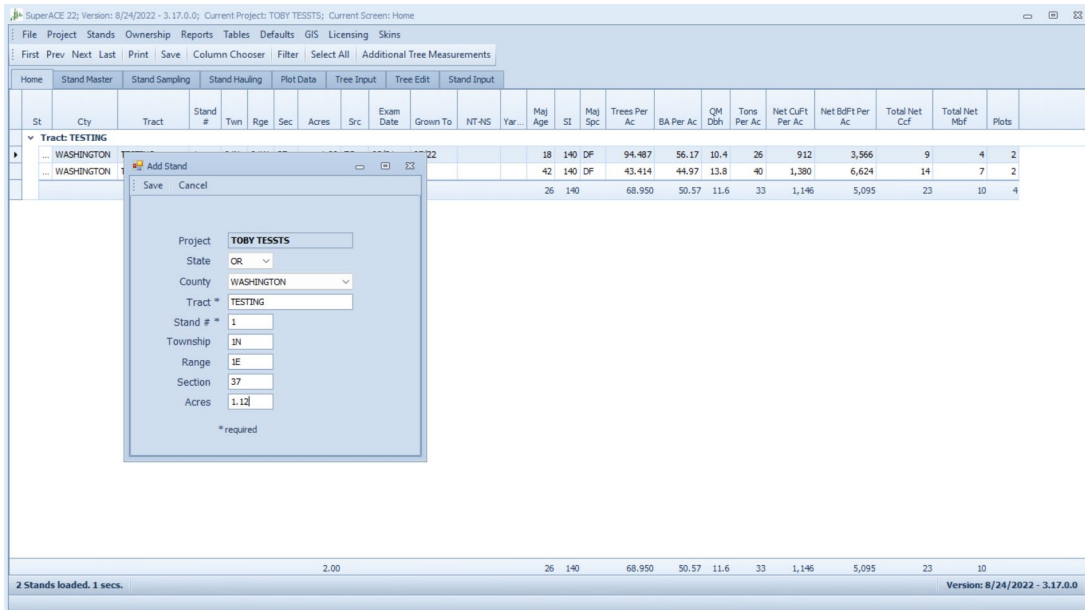 SuperACE 22; Version: 8/24/2022 - 3.17.0.0; Current Project: TOBY TESSTS; Current Screen: Home
File Project Stands Ownership Reports Tables Defaults GIS Licensing Skins
First Prev Next Last Print Save Column Chooser Filter Select All Additional Tree Measurements
Home Stand Master Stand Sampling Stand Hauling Plot Data Tree Input Tree Edit Stand Input
St Cty Tract Stand # Twn Rge Sec Acres Src Exam Date Grown To NT-NS Yar... Maj Age SI Maj Spc Trees Per Ac BA Per Ac QM Dbh Tons Per Ac Net CuFt Per Ac Net BdFt Per Ac Total Net Ccf Total Net Mbf Plots
Tract: TESTING
... WASHINGTON 18 140 DF 94.487 56.17 10.4 26 912 3,566 9 4 2
... WASHINGTON 42 140 DF 43.414 44.97 13.8 40 1,380 6,624 14 7 2
26 140 68.950 50.57 11.6 33 1,146 5,095 23 10 4
Add Stand
Save Cancel
Project TOBY TESSTS
State OR
County WASHINGTON
Tract * TESTING
Stand # * 1
Township 1N
Range 1E
Section 37
Acres 1.12
* required
2.00 26 140 68.950 50.57 11.6 33 1,146 5,095 23 10
2 Stands loaded. 1 secs. Version: 8/24/2022 - 3.17.0.0